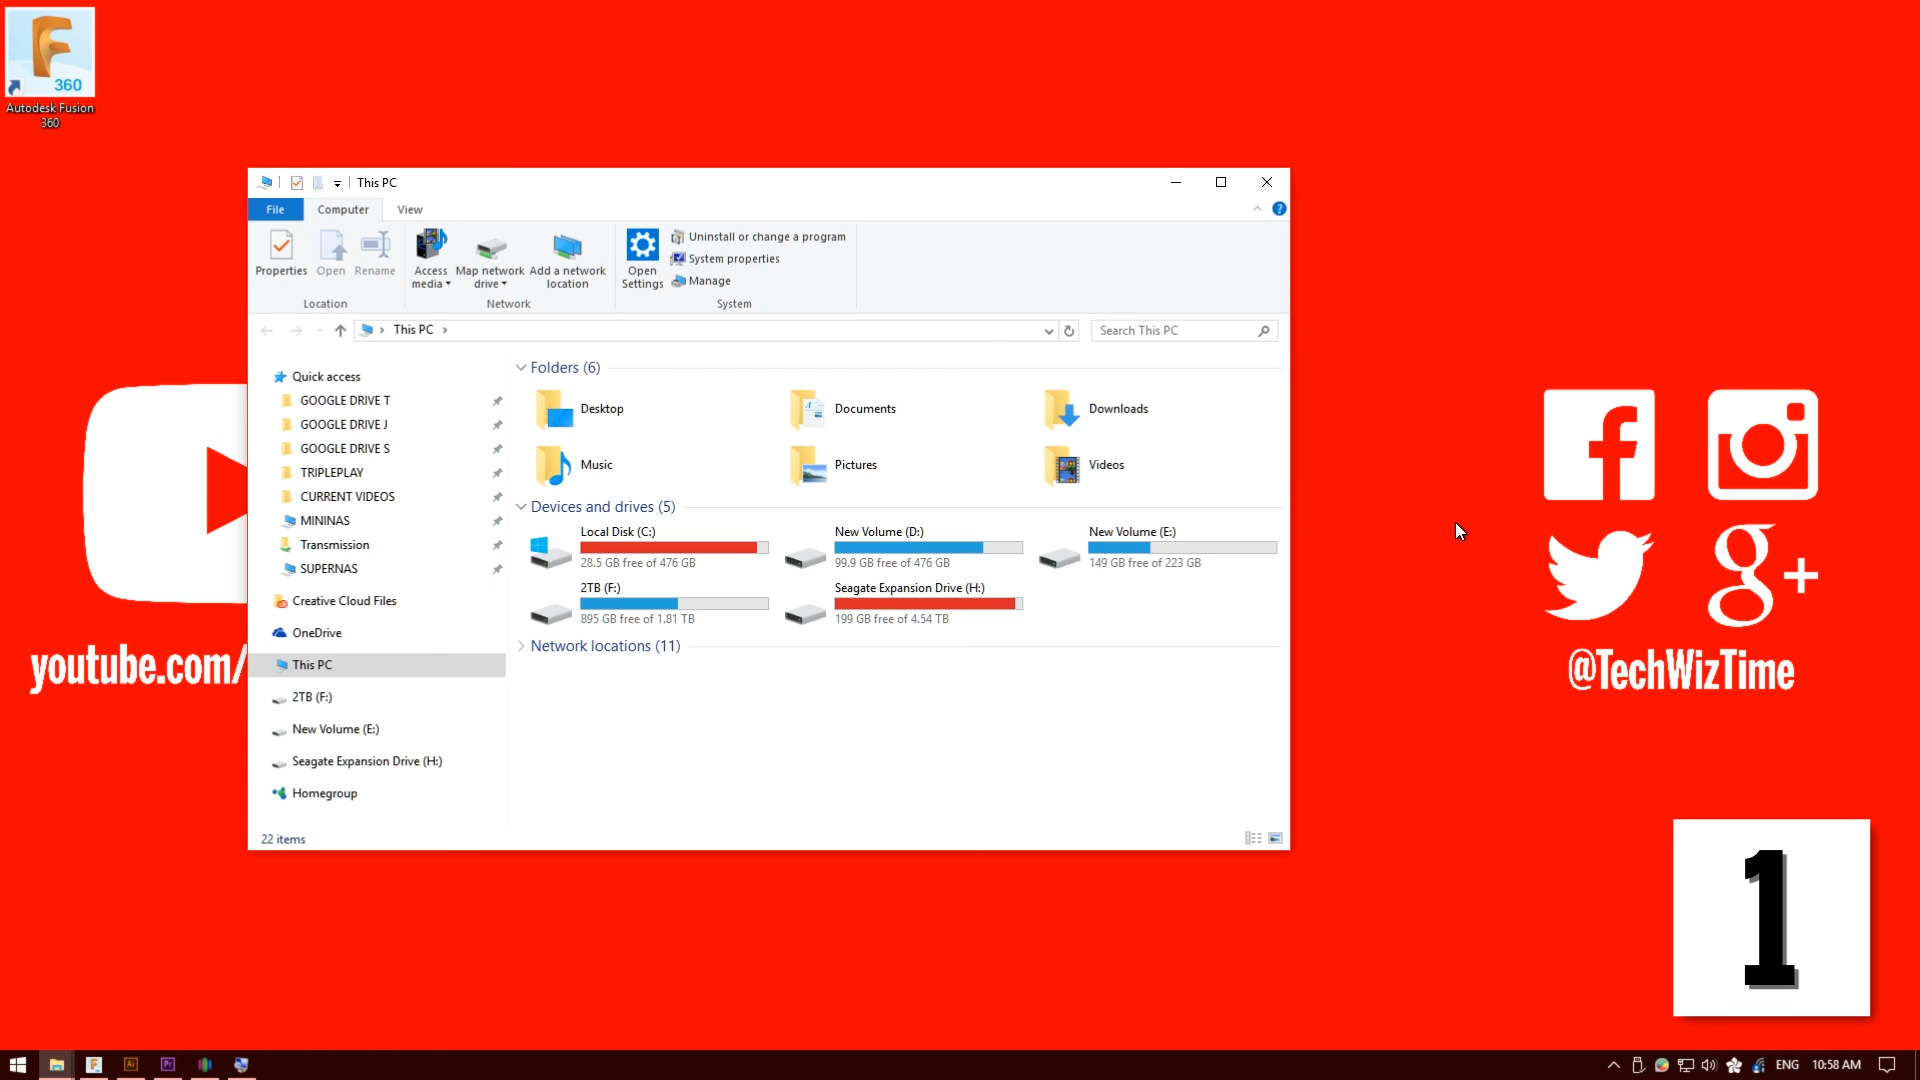 360
Autodesk Fusion
360
This PC
File
Computer
View
Properties
Open
Rename
Access
media
Map network
drive
Add a network
location
Open
Settings
Uninstall or change a program
System properties
Manage
Location
Network
System
This PC
Search This PC
Quick access
GOOGLE DRIVE T
GOOGLE DRIVE J
GOOGLE DRIVE S
TRIPLEPLAY
CURRENT VIDEOS
MININAS
Transmission
SUPERNAS
Creative Cloud Files
OneDrive
This PC
2TB (F:)
New Volume (E:)
Seagate Expansion Drive (H:)
Homegroup
Folders (6)
Desktop
Documents
Downloads
Music
Pictures
Videos
Devices and drives (5)
Local Disk (C:)
28.5 GB free of 476 GB
New Volume (D:)
99.9 GB free of 476 GB
New Volume (E:)
149 GB free of 223 GB
2TB (F:)
895 GB free of 1.81 TB
Seagate Expansion Drive (H:)
199 GB free of 4.54 TB
Network locations (11)
22 items
youtube.com/
@TechWizTime
1
ENG
10:58 AM